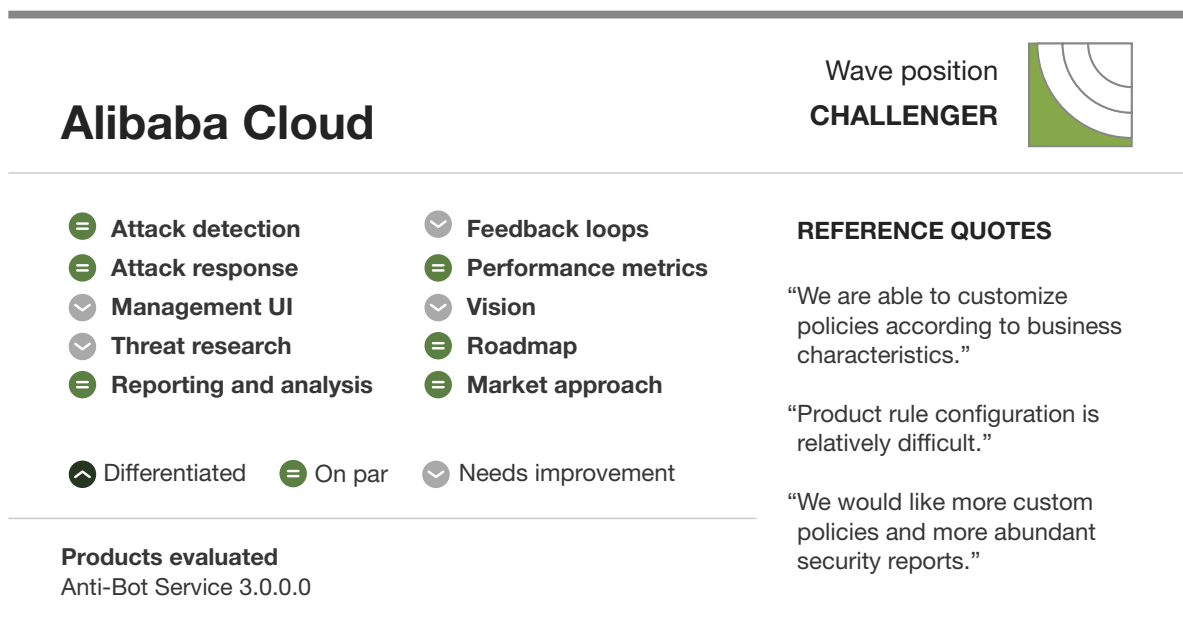 Alibaba Cloud
Wave position
CHALLENGER
Attack detection
Attack response
Management UI
Threat research
Reporting and analysis
Feedback loops
Performance metrics
Vision
Roadmap
Market approach
Differentiated
On par
Needs improvement
Products evaluated
Anti-Bot Service 3.0.0.0
REFERENCE QUOTES
“We are able to customize
policies according to business
characteristics.”
“Product rule configuration is
relatively difficult.”
“We would like more custom
policies and more abundant
security reports.”